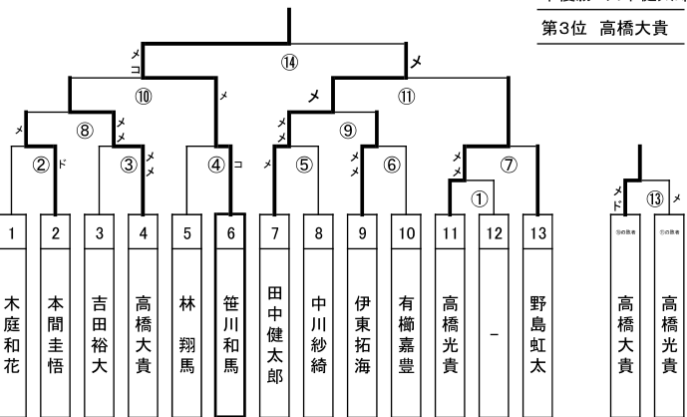 第3位 高橋大貴
⑭
メ
コ
メ
⑩
メ
メ
⑪
メ
⑧
メ
メ
メ
メ
⑨
②
ド
③
メ
メ
④
コ
メ
⑤
メ
メ
⑥
メ
メ
⑦
①
メ
ド
⑬
メ
1 2 3 4 5 6 7 8 9 10 11 12 13
木庭和花
本間圭悟
吉田裕大
高橋大貴
林 翔馬
笹川和馬
田中健太郎
中川紗綺
伊東拓海
有櫛嘉豊
高橋光貴
-
野島虹太
高橋大貴
高橋光貴